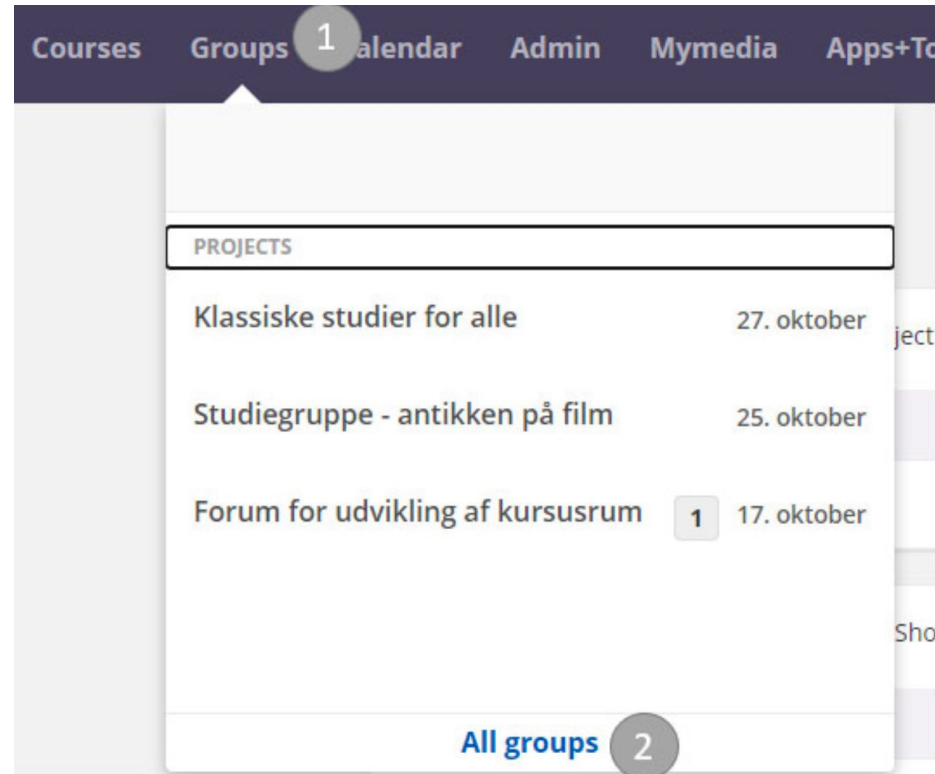 Courses Groups 1 alendar Admin Mymedia Apps+To
PROJECTS
Klassiske studier for alle 27. oktober
ject
Studiegruppe - antikken på film 25. oktober
Forum for udvikling af kursusrum 1 17. oktober
Sho
All groups 2